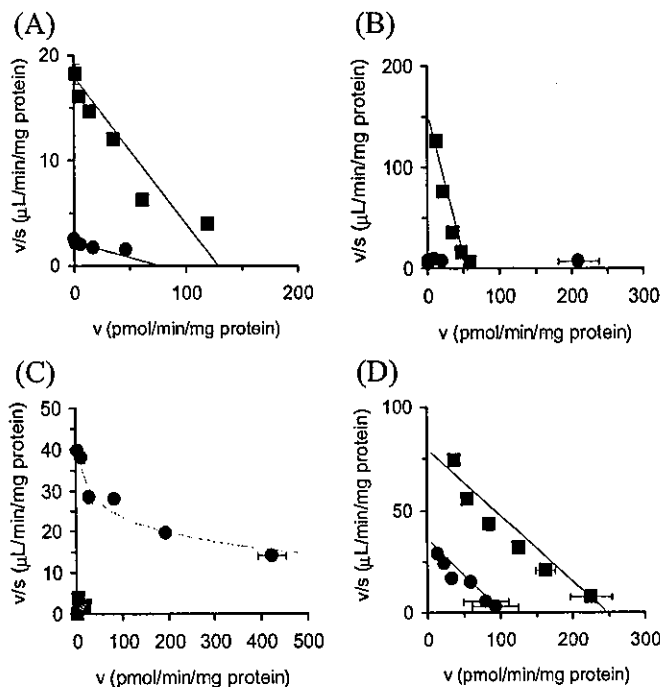 (A)
20
10
0
v/s (μL/min/mg protein)
0 100 200
v (pmol/min/mg protein)
(B)
200
150
100
50
0
v/s (μL/min/mg protein)
0 100 200 300
v (pmol/min/mg protein)
(C)
50
40
30
20
10
0
v/s (μL/min/mg protein)
0 100 200 300 400 500
v (pmol/min/mg protein)
(D)
100
50
0
v/s (μL/min/mg protein)
0 100 200 300
v (pmol/min/mg protein)